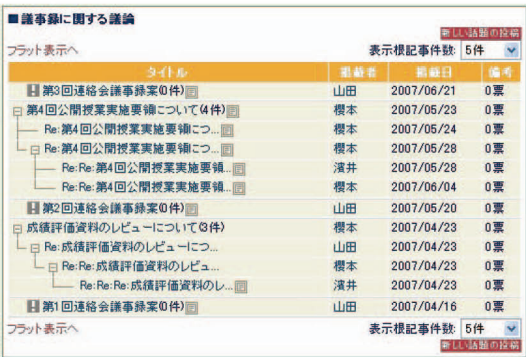 ■議事録に関する議論
新しい話題の投稿
フラット表示へ 表示根記事件数: 5件
タイトル 掲載者 掲載日 備考
第3回連絡会議事録案(0件) 山田 2007/06/21 0票
第4回公開授業実施要領について(4件) 櫻本 2007/05/23 0票
Re:第4回公開授業実施要領につ... 櫻本 2007/05/24 0票
Re:第4回公開授業実施要領につ... 櫻本 2007/05/28 0票
Re:Re:第4回公開授業実施要領... 濱井 2007/05/28 0票
Re:Re:第4回公開授業実施要領... 櫻本 2007/06/04 0票
第2回連絡会議事録案(0件) 山田 2007/05/20 0票
成績評価資料のレビューについて(3件) 櫻本 2007/04/23 0票
Re:成績評価資料のレビューにつ... 山田 2007/04/23 0票
Re:Re:成績評価資料のレビュ... 櫻本 2007/04/23 0票
Re:Re:Re:成績評価資料のレ... 濱井 2007/04/23 0票
第1回連絡会議事録案(0件) 山田 2007/04/16 0票
フラット表示へ 表示根記事件数: 5件
新しい話題の投稿